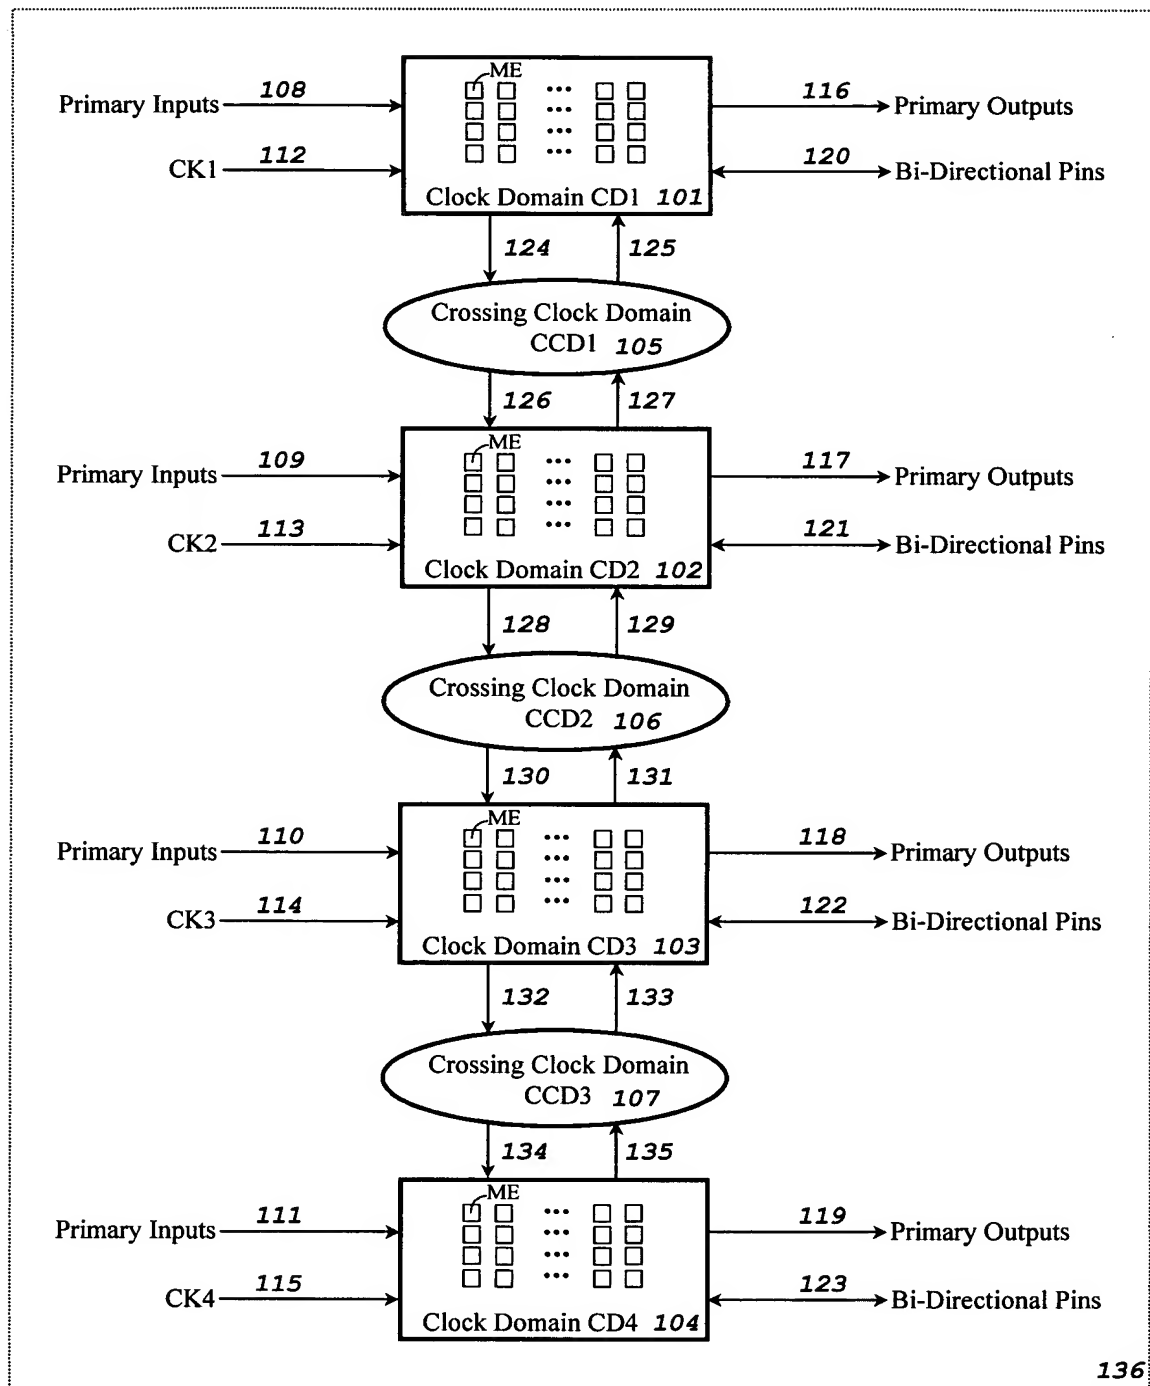 ME
108
Primary Inputs
116
Primary Outputs
112
CK1
120
Bi-Directional Pins
Clock Domain CD1 101
124 125
Crossing Clock Domain
CCD1 105
126 127
ME
109
Primary Inputs
117
Primary Outputs
113
CK2
121
Bi-Directional Pins
Clock Domain CD2 102
128 129
Crossing Clock Domain
CCD2 106
130 131
ME
110
Primary Inputs
118
Primary Outputs
114
CK3
122
Bi-Directional Pins
Clock Domain CD3 103
132 133
Crossing Clock Domain
CCD3 107
134 135
ME
111
Primary Inputs
119
Primary Outputs
115
CK4
123
Bi-Directional Pins
Clock Domain CD4 104
136